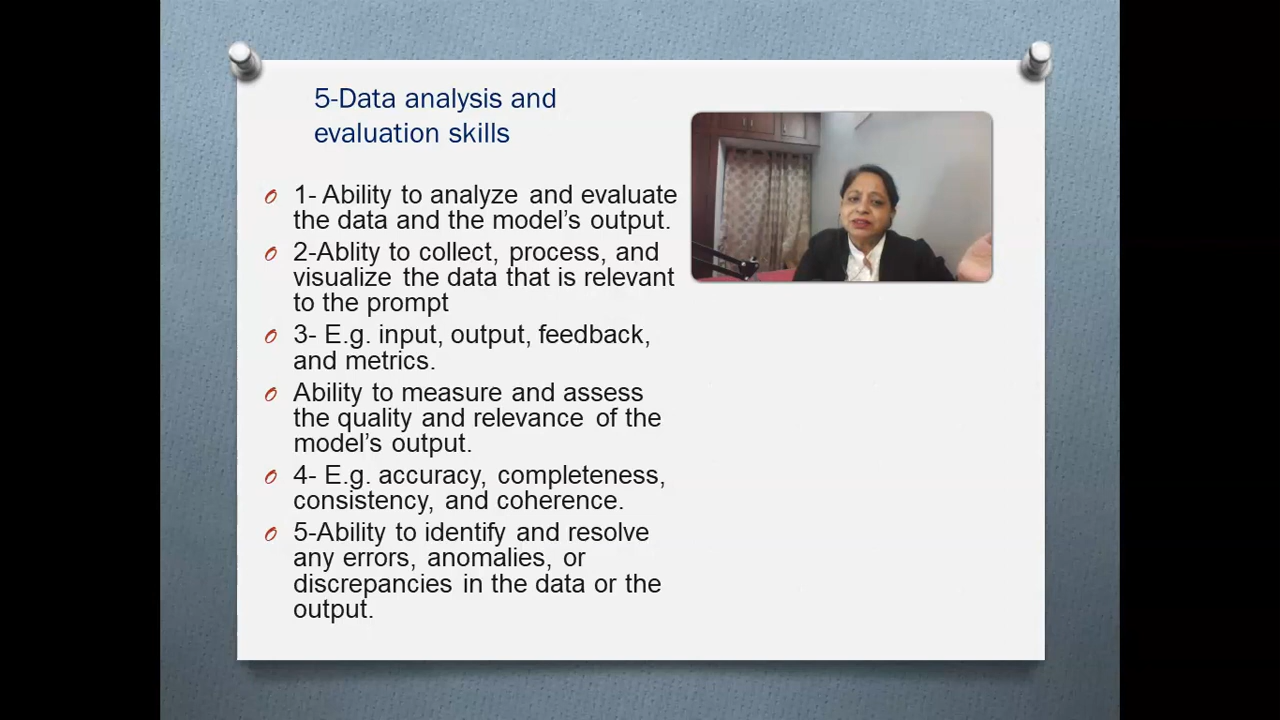 5-Data analysis and
evaluation skills
1- Ability to analyze and evaluate
the data and the model's output.
2-Ablity to collect, process, and
visualize the data that is relevant
to the prompt
3- E.g. input, output, feedback,
and metrics.
Ability to measure and assess
the quality and relevance of the
model's output.
4- E.g. accuracy, completeness,
consistency, and coherence.
5-Ability to identify and resolve
any errors, anomalies, or
discrepancies in the data or the
output.